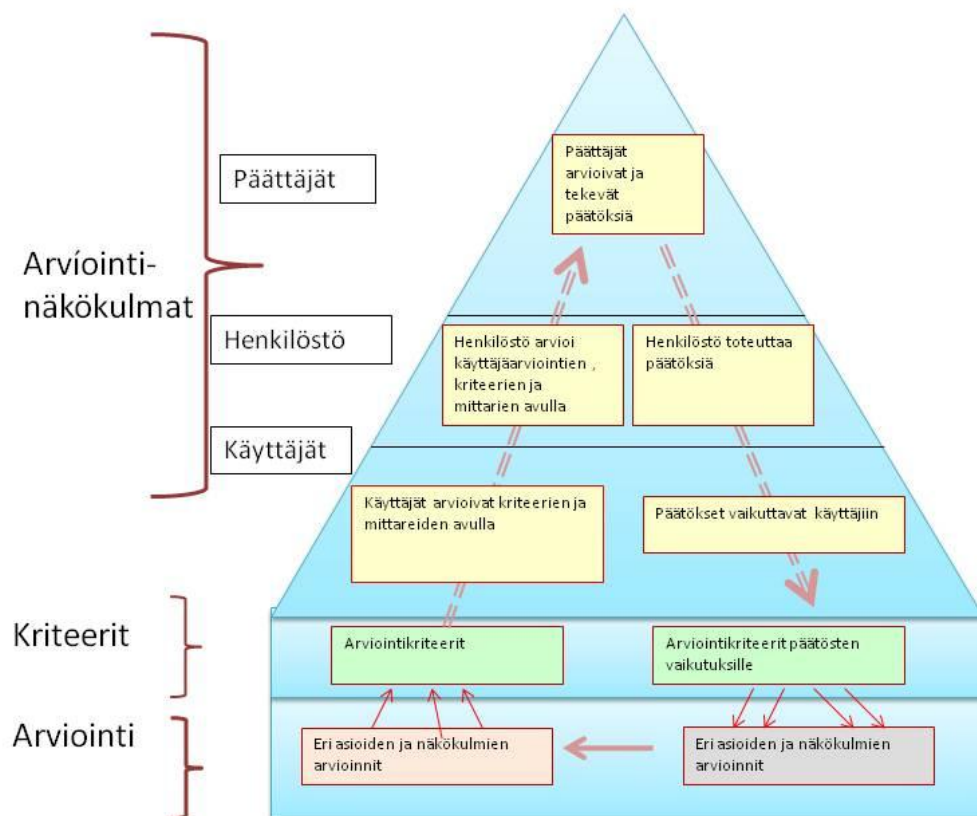 Päättäjät
arvioivat ja
tekevät
päätöksiä
Päättäjät
Arvíointi-
näkökulmat
Henkilöstö
Henkilöstö arvioi
käyttäjäarviointien ,
kriteerien ja
mittarien avulla
Henkilöstö toteuttaa
päätöksiä
Käyttäjät
Käyttäjät arvioivat kriteerien ja
mittareiden avulla
Päätökset vaikuttavat käyttäjiin
Kriteerit
Arviointikriteerit
Arviointikriteerit päätösten
vaikutuksille
Arviointi
Eri asioiden ja näkökulmien
arvioinnit
Eri asioiden ja näkökulmien
arvioinnit